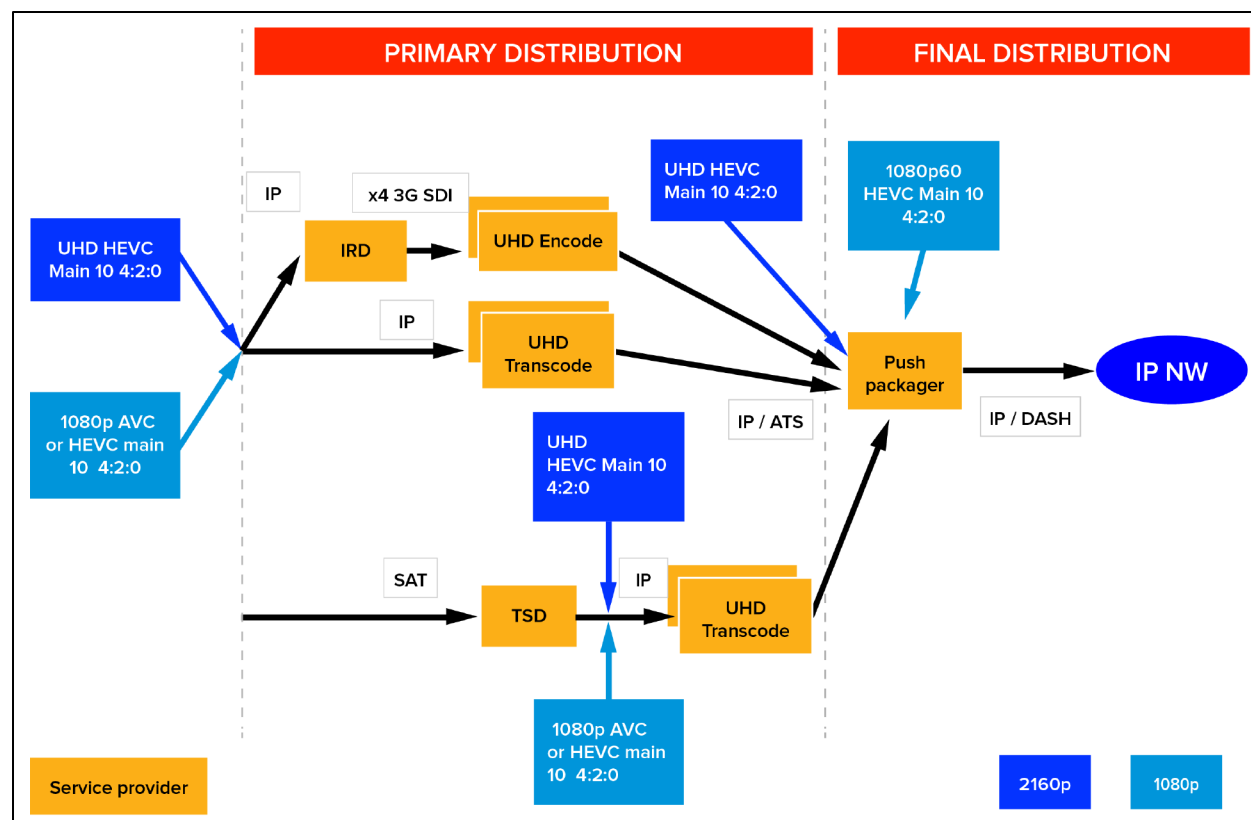 PRIMARY DISTRIBUTION
FINAL DISTRIBUTION
IP
x4 3G SDI
UHD HEVC
Main 10 4:2:0
1080p60
HEVC Main 10
4:2:0
UHD HEVC
Main 10 4:2:0
IRD
UHD Encode
IP
UHD
Transcode
Push
packager
IP NW
1080p AVC
or HEVC main
10 4:2:0
IP / ATS
IP / DASH
UHD
HEVC Main 10
4:2:0
SAT
TSD
IP
UHD
Transcode
1080p AVC
or HEVC main
10 4:2:0
Service provider
2160p
1080p